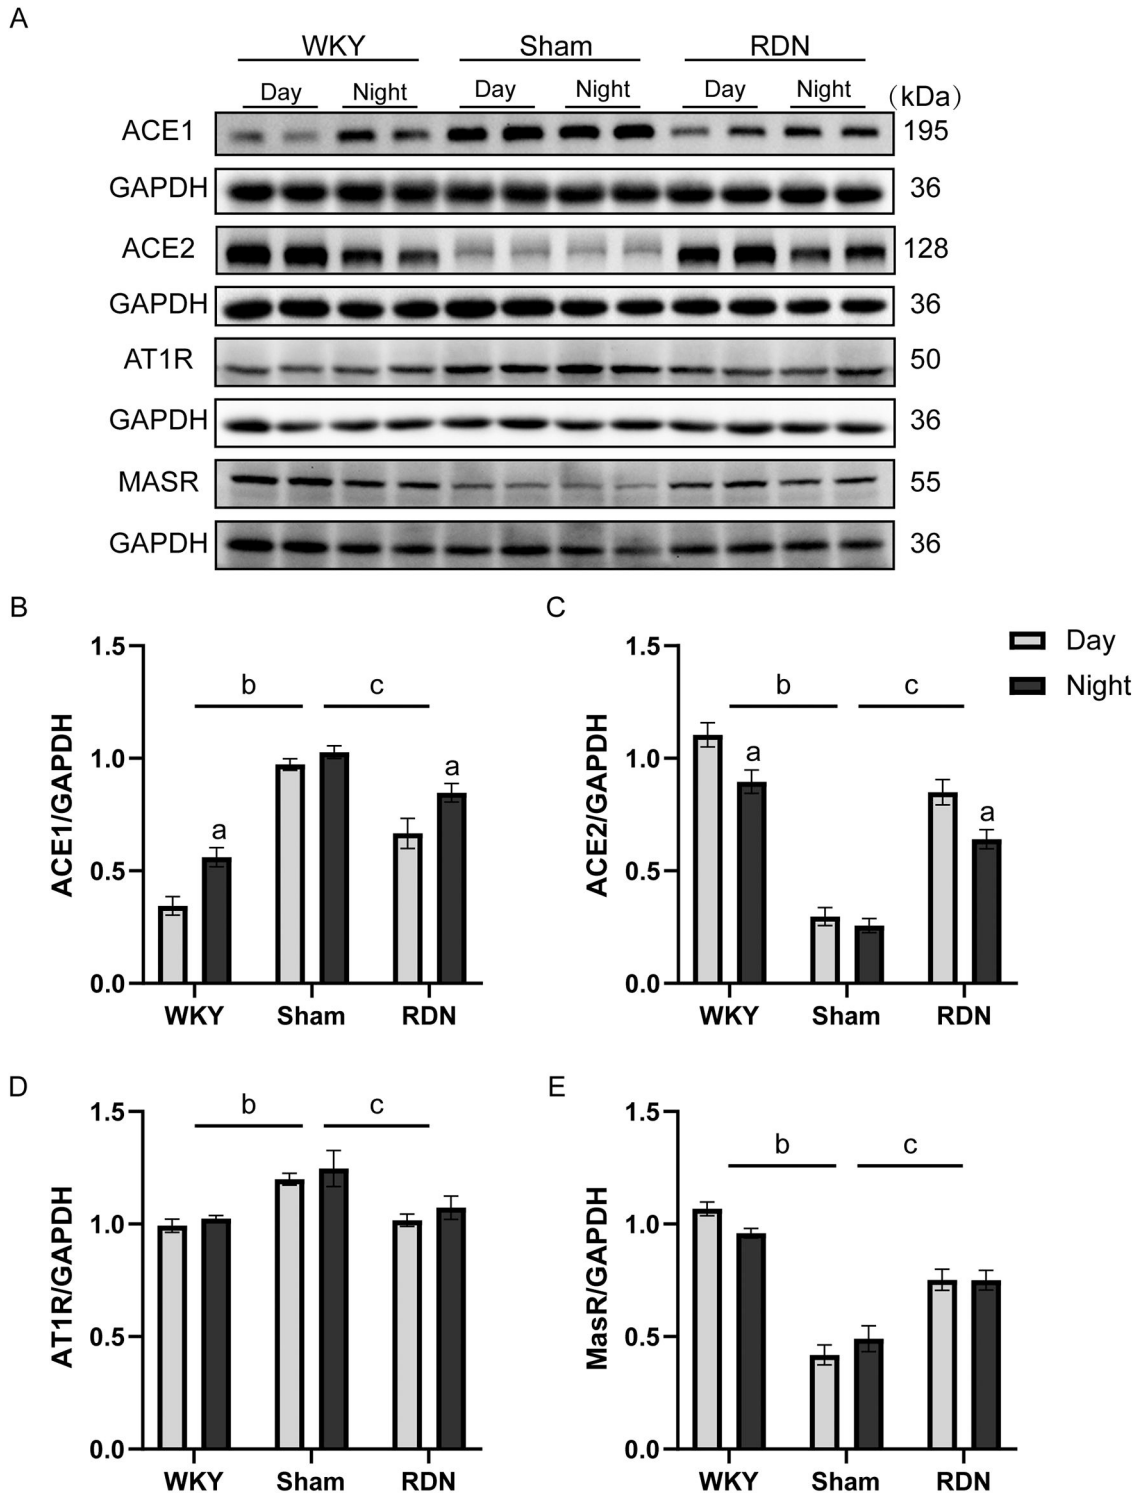 A
WKY Sham RDN
Day Night Day Night Day Night (kDa)
ACE1 195
GAPDH 36
ACE2 128
GAPDH 36
AT1R 50
GAPDH 36
MASR 55
GAPDH 36
B
1.5
1.0
0.5
0.0
ACE1/GAPDH
b c
a a
WKY Sham RDN
C
1.5
1.0
0.5
0.0
ACE2/GAPDH
b c
a a
WKY Sham RDN
Day
Night
D
1.5
1.0
0.5
0.0
AT1R/GAPDH
b c
WKY Sham RDN
E
1.5
1.0
0.5
0.0
MasR/GAPDH
b c
WKY Sham RDN